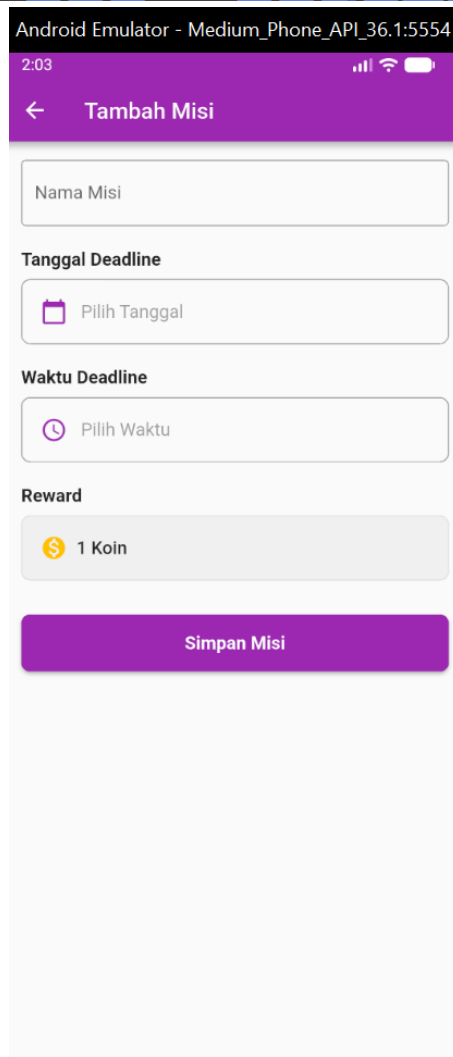 Android Emulator - Medium_Phone_API_36.1:5554
2:03
Tambah Misi
Nama Misi
Tanggal Deadline
Pilih Tanggal
Waktu Deadline
Pilih Waktu
Reward
$ 1 Koin
Simpan Misi